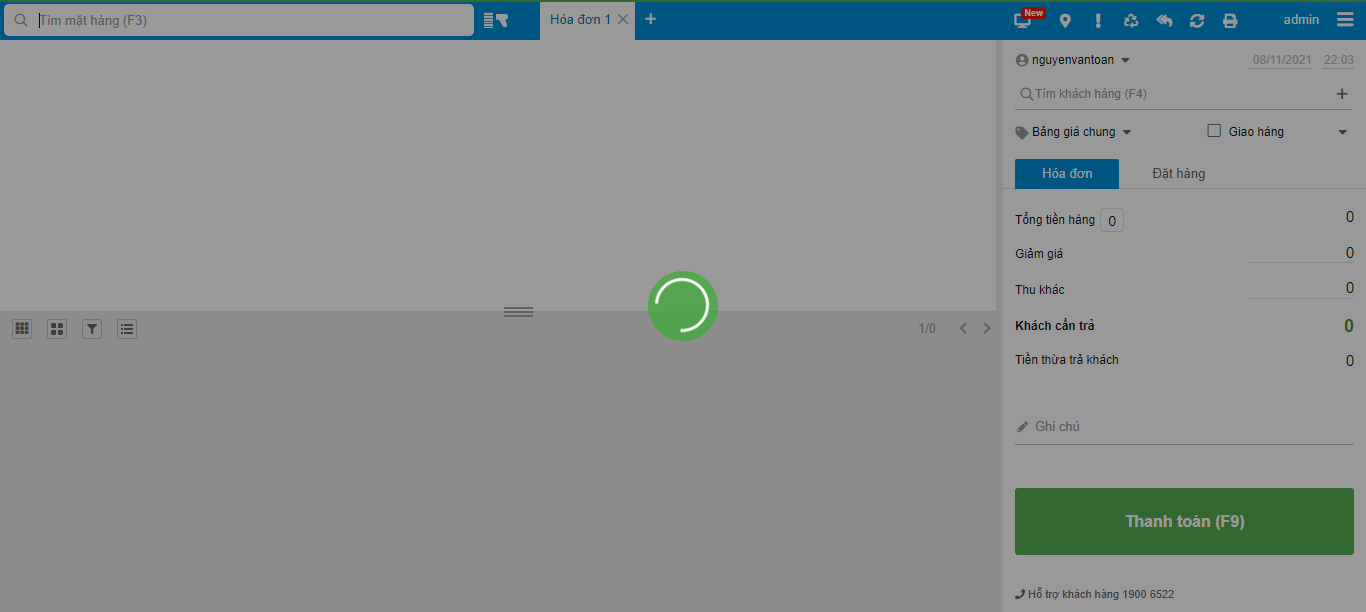 Tìm mặt hàng (F3)
Hóa đơn 1
New
admin
nguyenvantoan
08/11/2021
22:03
Tìm khách hàng (F4)
Bảng giá chung
Giao hàng
Hóa đơn
Đặt hàng
Tổng tiền hàng 0 0
Giảm giá 0
Thu khác 0
Khách cần trả 0
Tiền thừa trả khách 0
1/0
Ghi chú
Thanh toán (F9)
Hỗ trợ khách hàng 1900 6522